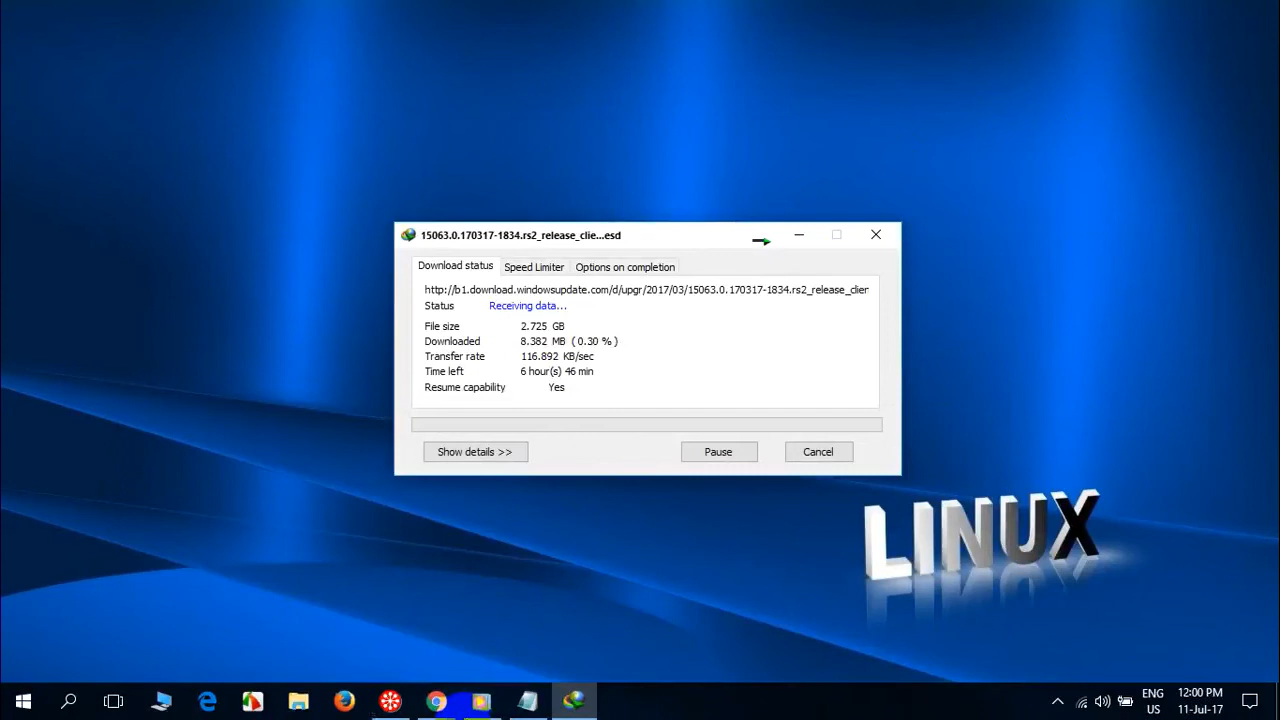 15063.0.170317-1834.rs2_release_clie...esd
Download status Speed Limiter Options on completion
http://b1.download.windowsupdate.com/d/upgr/2017/03/15063.0.170317-1834.rs2_release_clien
Status Receiving data...
File size 2.725 GB
Downloaded 8.382 MB ( 0.30 % )
Transfer rate 116.892 KB/sec
Time left 6 hour(s) 46 min
Resume capability Yes
Show details >> Pause Cancel
LINUX
ENG 12:00 PM
US 11-Jul-17